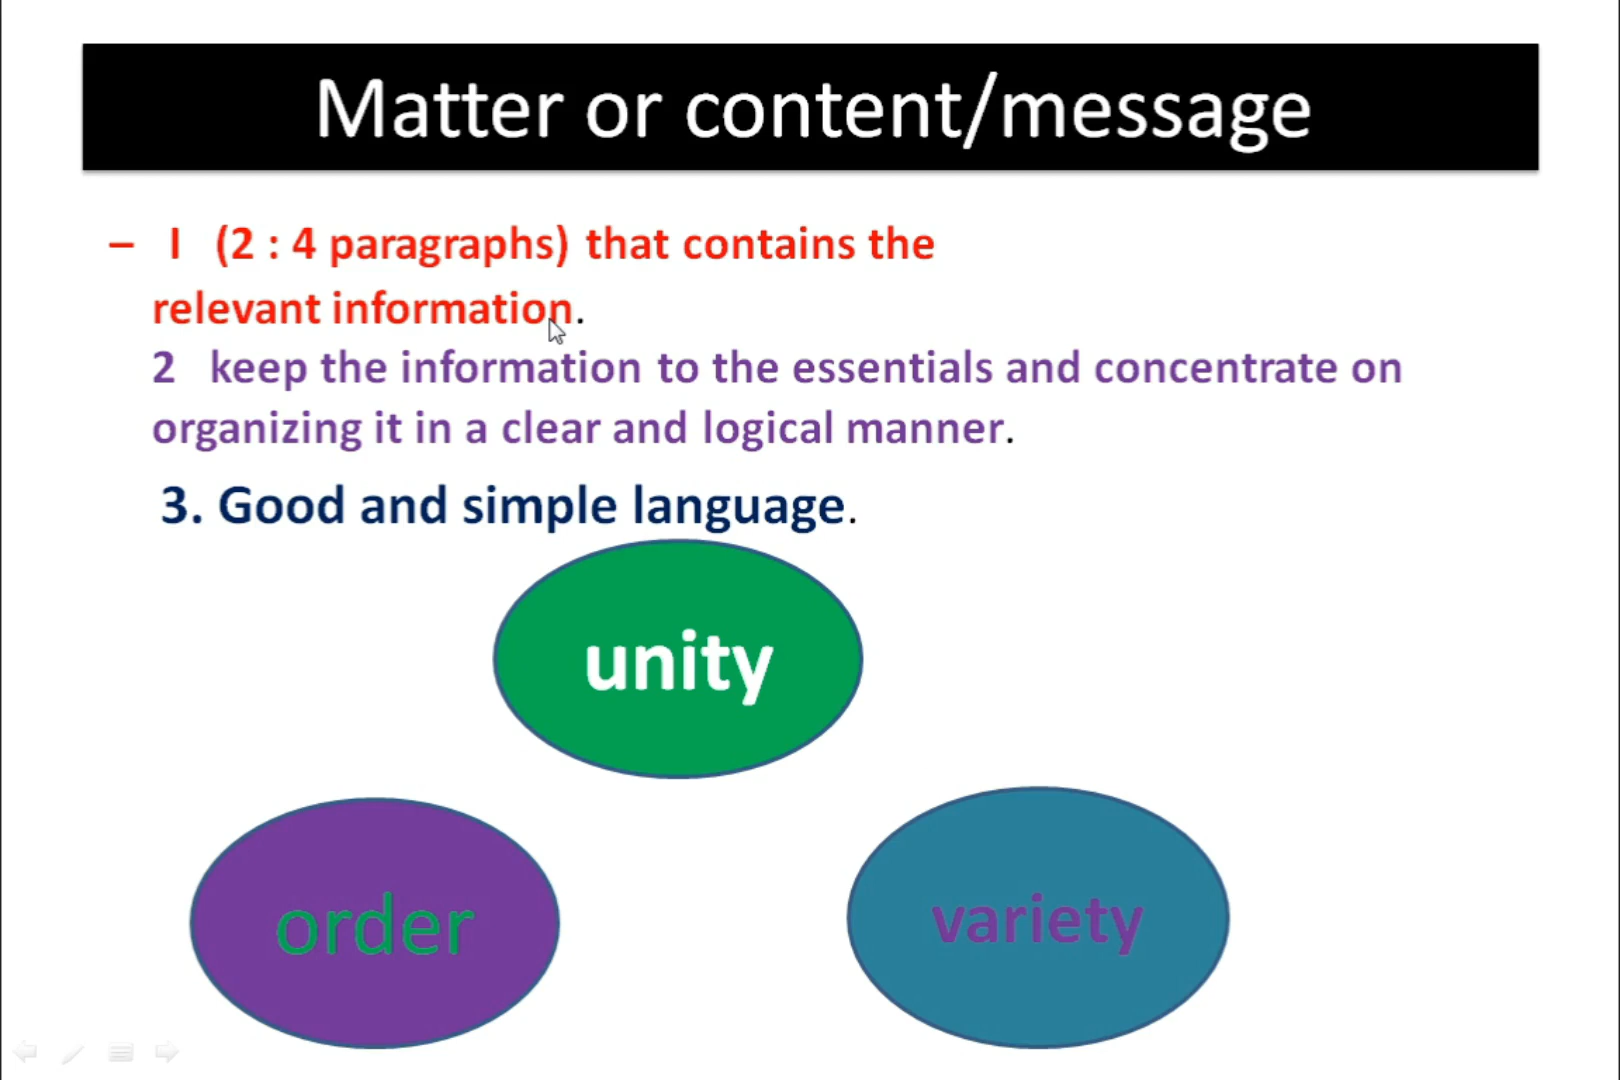 Matter or content/message
– I (2 : 4 paragraphs) that contains the
relevant information.
2 keep the information to the essentials and concentrate on
organizing it in a clear and logical manner.
3. Good and simple language.
unity
order
variety